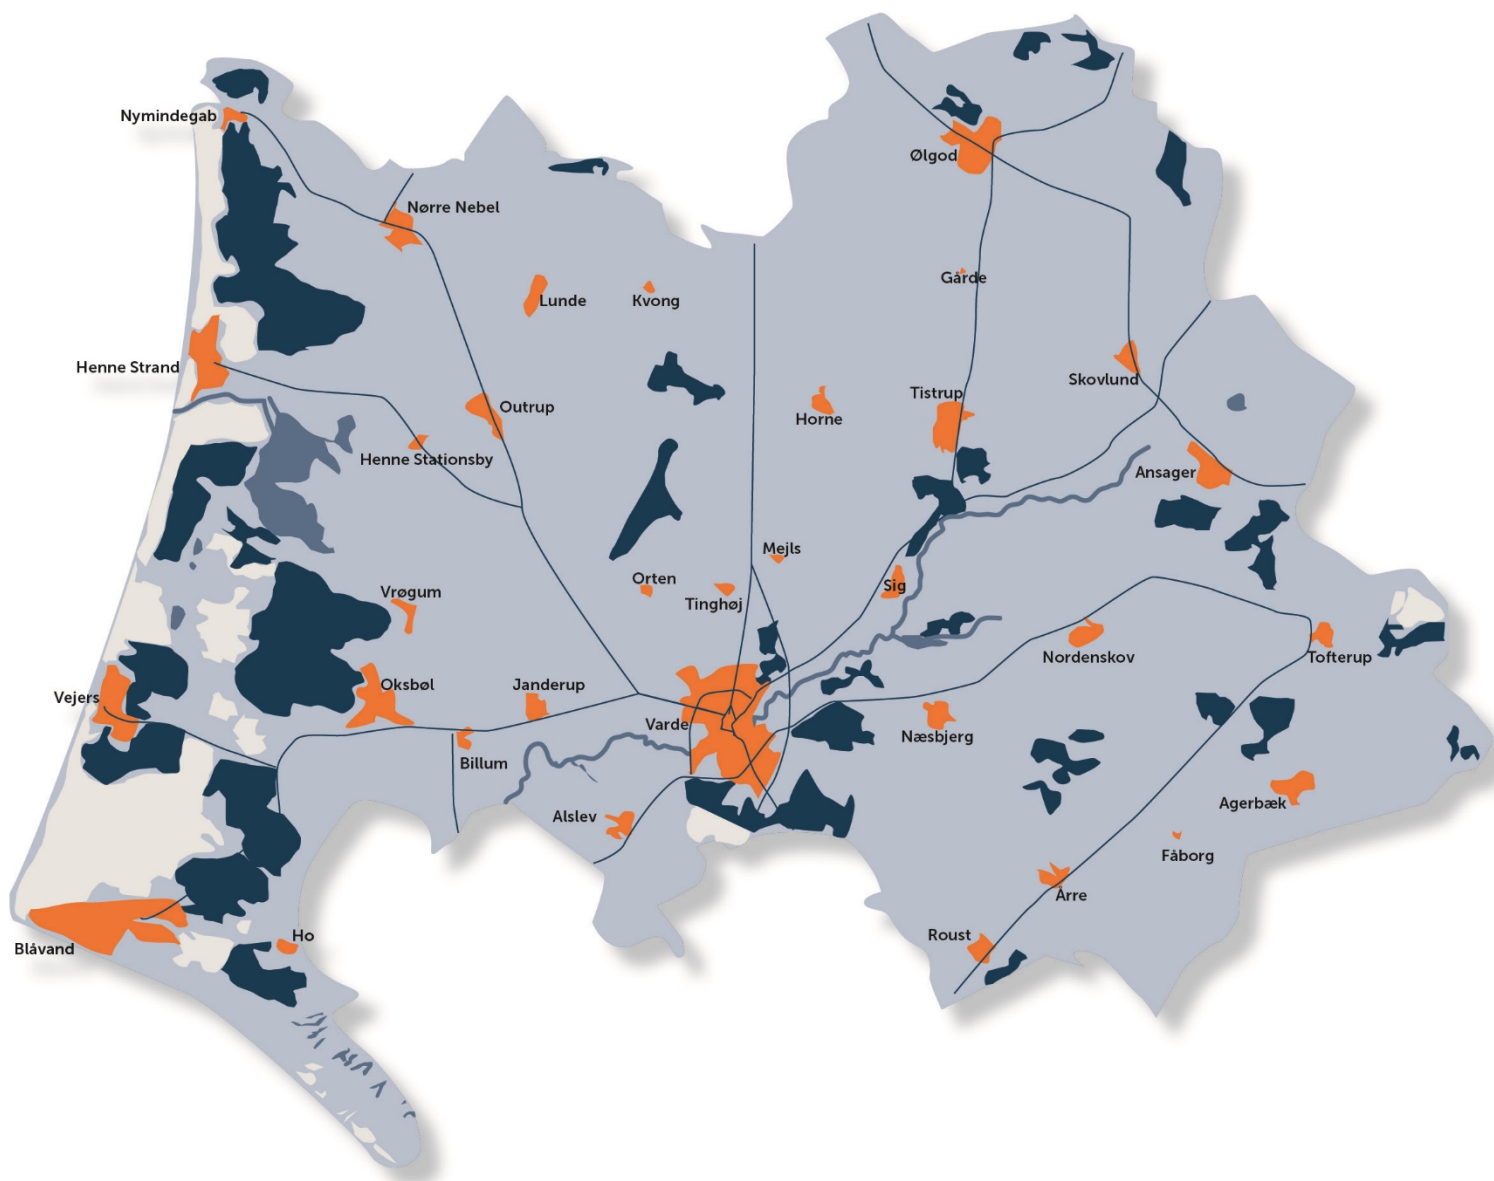 Nymindegab
Ølgod
Nørre Nebel
Gårde
Lunde
Kvong
Henne Strand
Skovlund
Tistrup
Outrup
Horne
Henne Stationsby
Ansager
Mejls
Orten
Sig
Vrøgum
Tinghøj
Nordenskov
Tofterup
Oksbøl
Janderup
Vejers
Varde
Næsbjerg
Billum
Agerbæk
Alslev
Fåborg
Årre
Roust
Ho
Blåvand